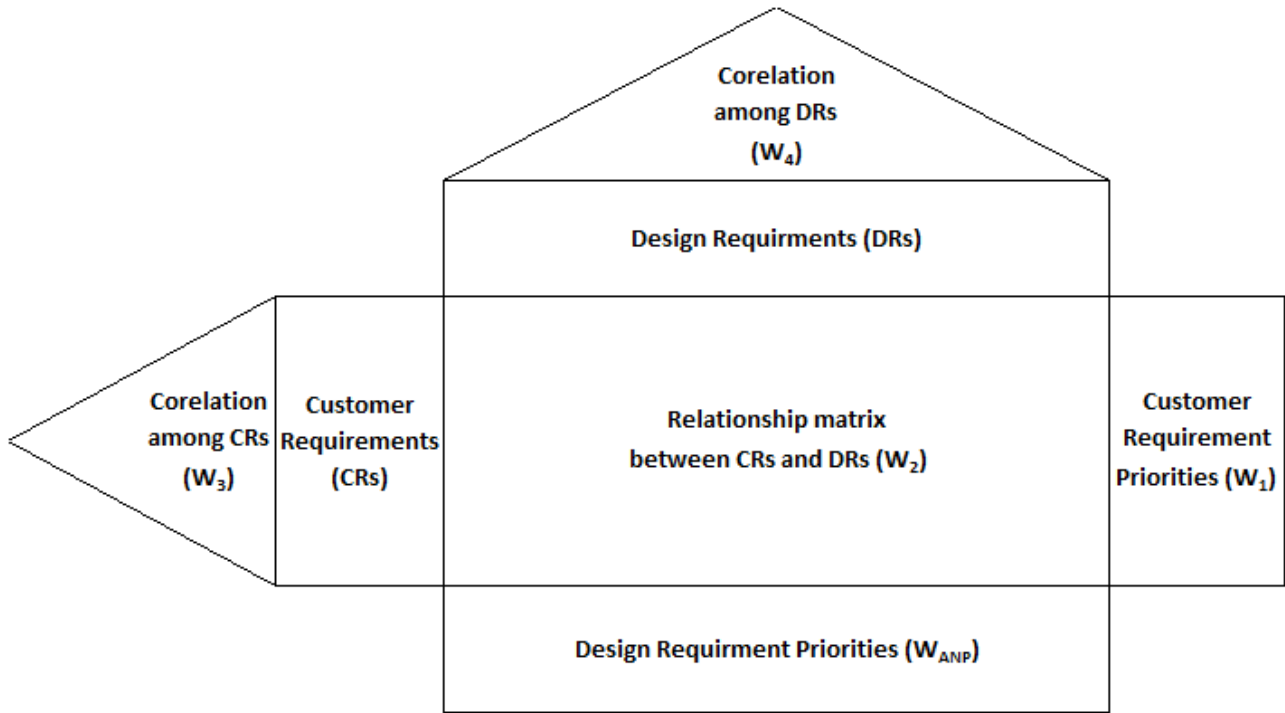 Corelation
among DRs
(W₄)
Design Requirments (DRs)
Corelation
among CRs
(W₃)
Customer
Requirements
(CRs)
Relationship matrix
between CRs and DRs (W₂)
Customer
Requirement
Priorities (W₁)
Design Requirment Priorities (W_ANP)